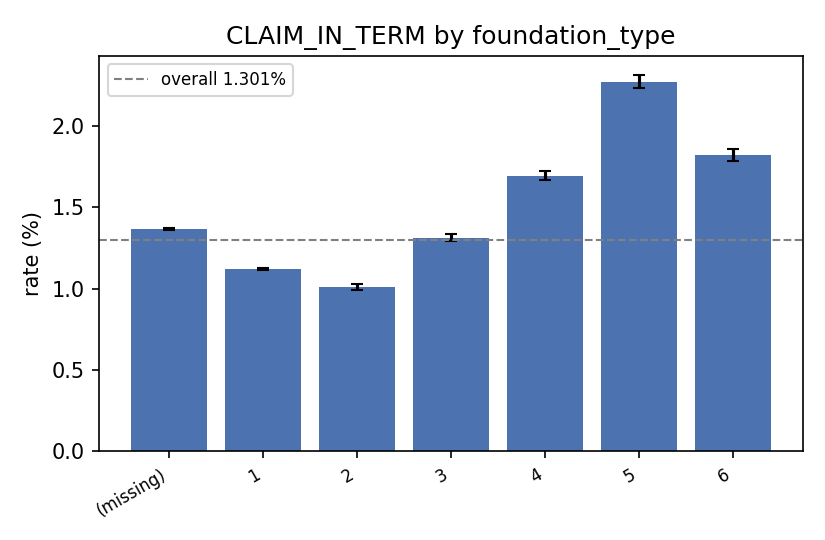 CLAIM_IN_TERM by foundation_type
overall 1.301%
rate (%)
2.0
1.5
1.0
0.5
0.0
(missing)
1
2
3
4
5
6